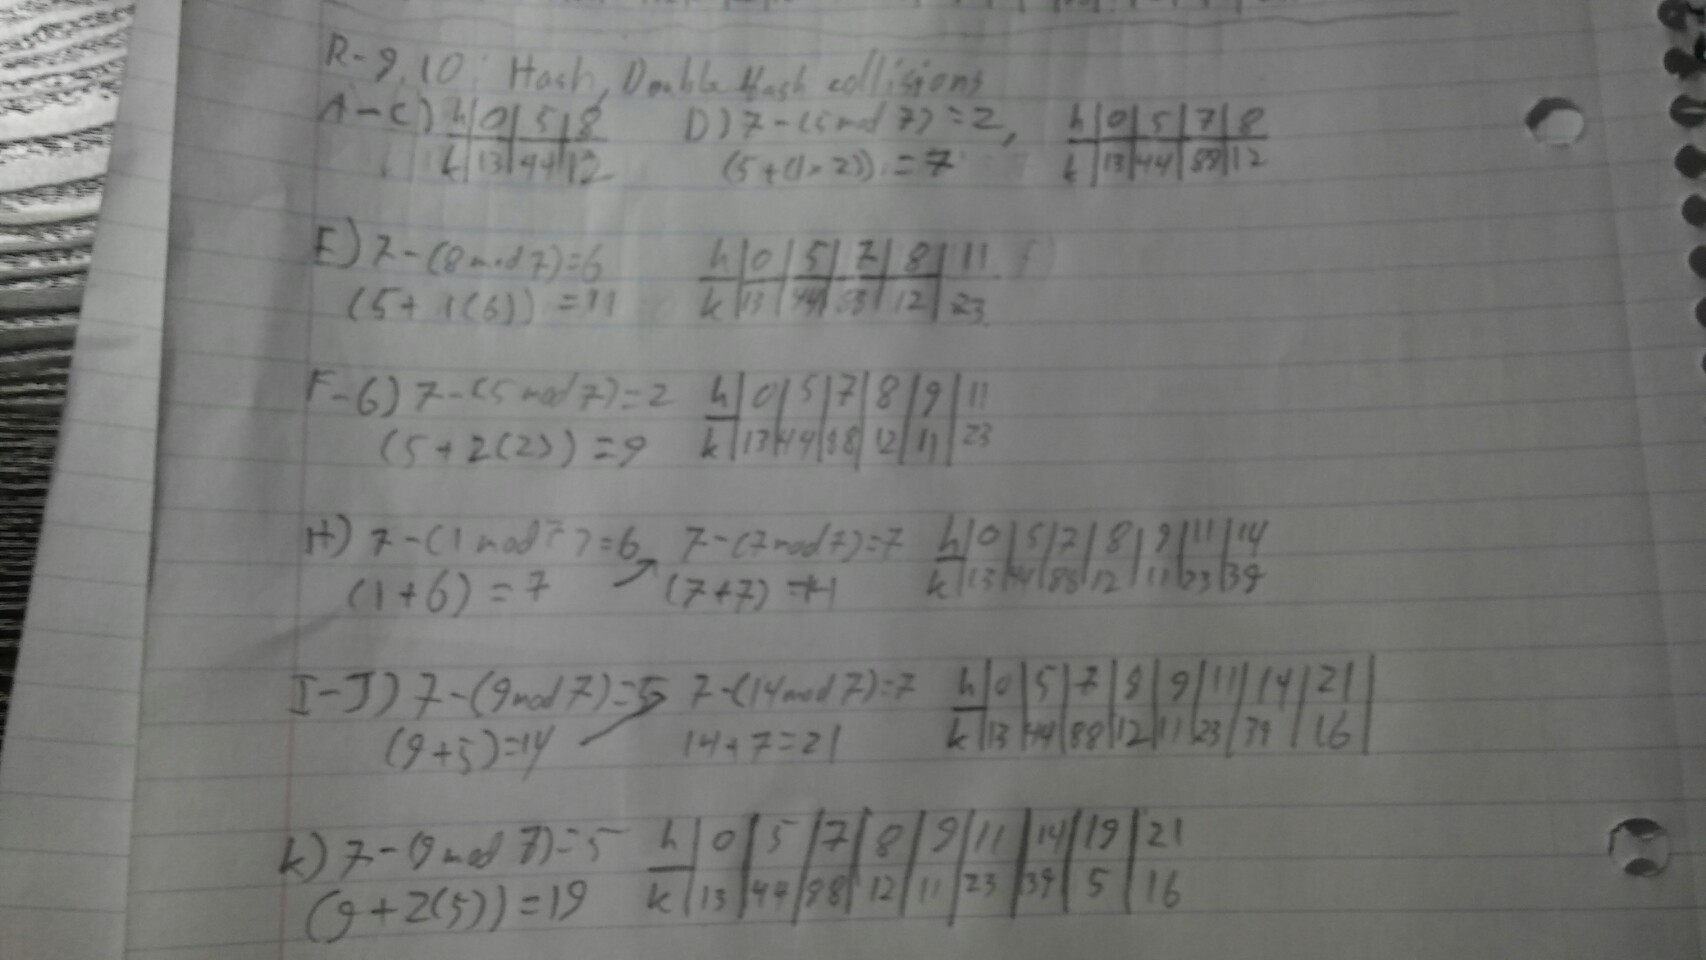 R-9.10: Hash, Double Hash collisions
A-C) h|0|5|8 D) 7-(5 mod 7)=2, h|0|5|7|8
k|13|44|12 (5+(1×2)) = 7 k|13|44|88|12
E) 7-(8 mod 7)=6 h|0|5|7|8|11
(5+1(6)) = 11 k|13|44|88|12|23
F-G) 7-(5 mod 7)=2 h|0|5|7|8|9|11
(5+2(2)) = 9 k|13|44|88|12|11|23
H) 7-(1 mod 7)=6 7-(7 mod 7)=7 h|0|5|7|8|9|11|14
(1+6) = 7 (7+7) = k|13|44|88|12|11|23|39
I-J) 7-(9 mod 7)=5 7-(14 mod 7)=7 h|0|5|7|8|9|11|14|21|
(9+5)=14 14+7=21 k|13|44|88|12|11|23|39|16|
k) 7-(9 mod 7)=5 h|0|5|7|8|9|11|14|19|21
(9+2(5)) = 19 k|13|44|88|12|11|23|39|5|16